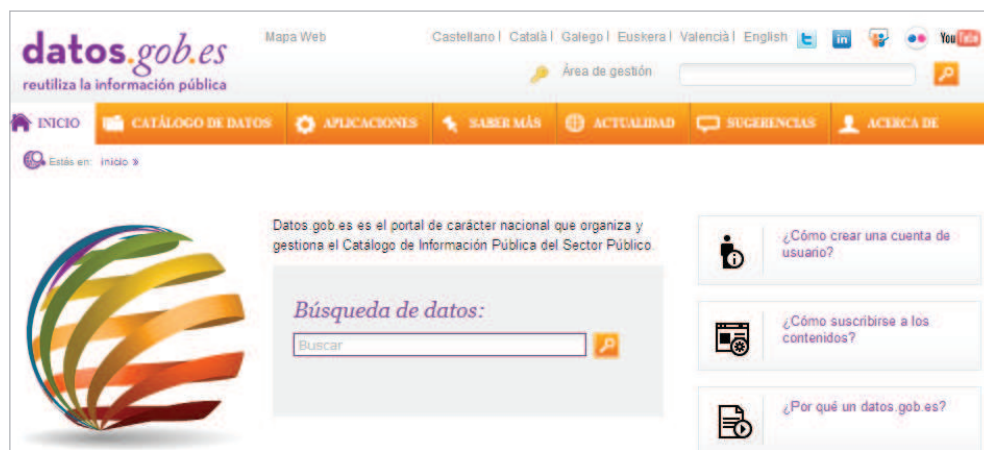 datos.gob.es
reutiliza la información pública
Mapa Web
Castellano | Català | Galego | Euskera | Valencià | English
You Tube
Área de gestión
INICIO CATÁLOGO DE DATOS APLICACIONES SABER MÁS ACTUALIDAD SUGERENCIAS ACERCA DE
Estás en: inicio »
Datos.gob.es es el portal de carácter nacional que organiza y
gestiona el Catálogo de Información Pública del Sector Público.
Búsqueda de datos:
Buscar
¿Cómo crear una cuenta de
usuario?
¿Cómo suscribirse a los
contenidos?
¿Por qué un datos.gob.es?